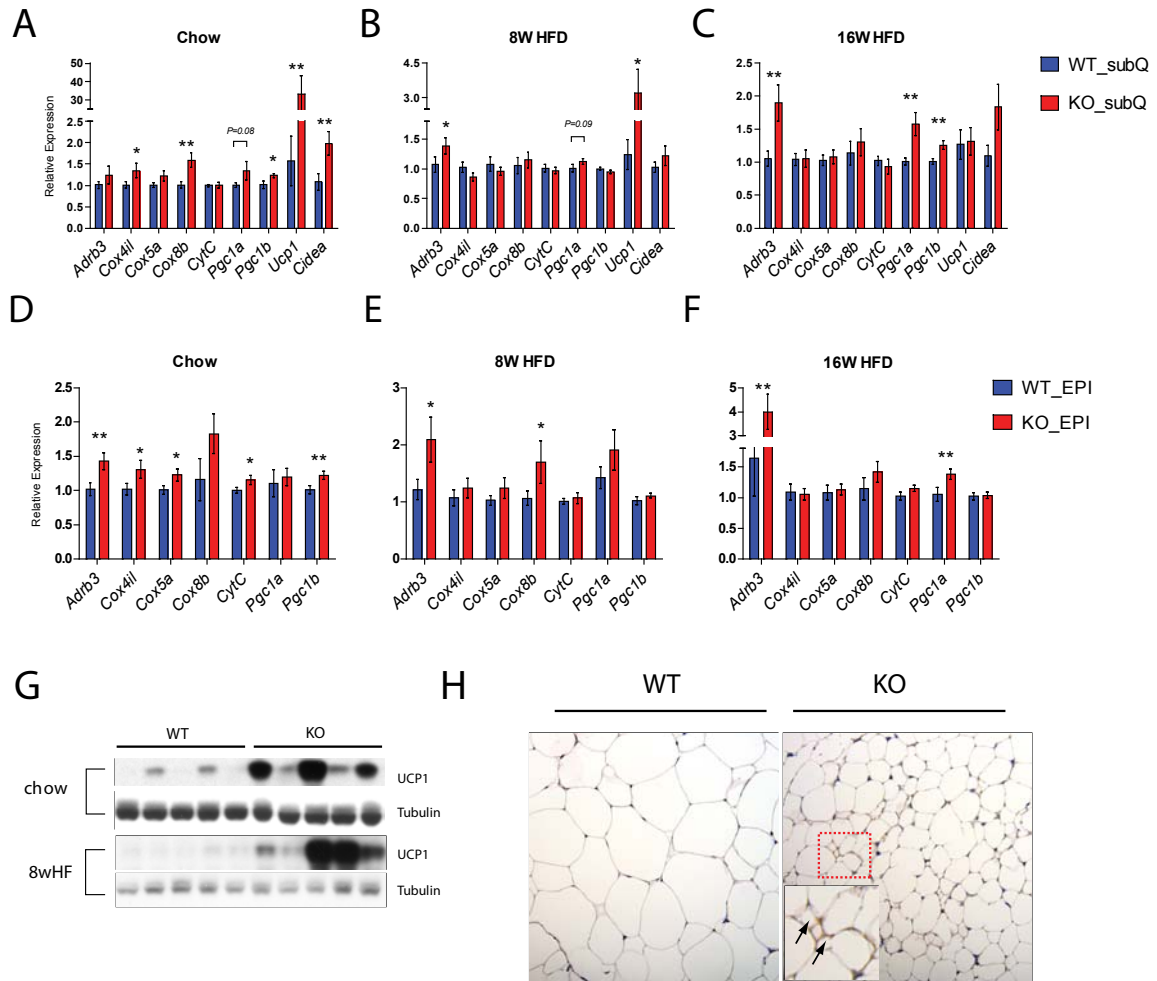 A
Chow
B
8W HFD
C
16W HFD
WT_subQ
KO_subQ
Relative Expression
50
40
30
20
10
2.5
2.0
1.5
1.0
0.5
0.0
** * ** P=0.08 * ** **
Adrb3 Cox4il Cox5a Cox8b CytC Pgc1a Pgc1b Ucp1 Cidea
4.5
3.2
2.0
1.5
1.0
0.5
0.0
* P=0.09 *
Adrb3 Cox4il Cox5a Cox8b CytC Pgc1a Pgc1b Ucp1 Cidea
2.5
2.0
1.5
1.0
0.5
0.0
** ** **
Adrb3 Cox4il Cox5a Cox8b CytC Pgc1a Pgc1b Ucp1 Cidea
D
Chow
E
8W HFD
F
16W HFD
WT_EPI
KO_EPI
Relative Expression
2.5
2.0
1.5
1.0
0.5
0.0
** * * * **
Adrb3 Cox4il Cox5a Cox8b CytC Pgc1a Pgc1b
3
2
1
0
* *
Adrb3 Cox4il Cox5a Cox8b CytC Pgc1a Pgc1b
5
4
3
2
1.5
1.0
0.5
0.0
** **
Adrb3 Cox4il Cox5a Cox8b CytC Pgc1a Pgc1b
G
WT KO
chow
UCP1
Tubulin
8wHF
UCP1
Tubulin
H
WT KO